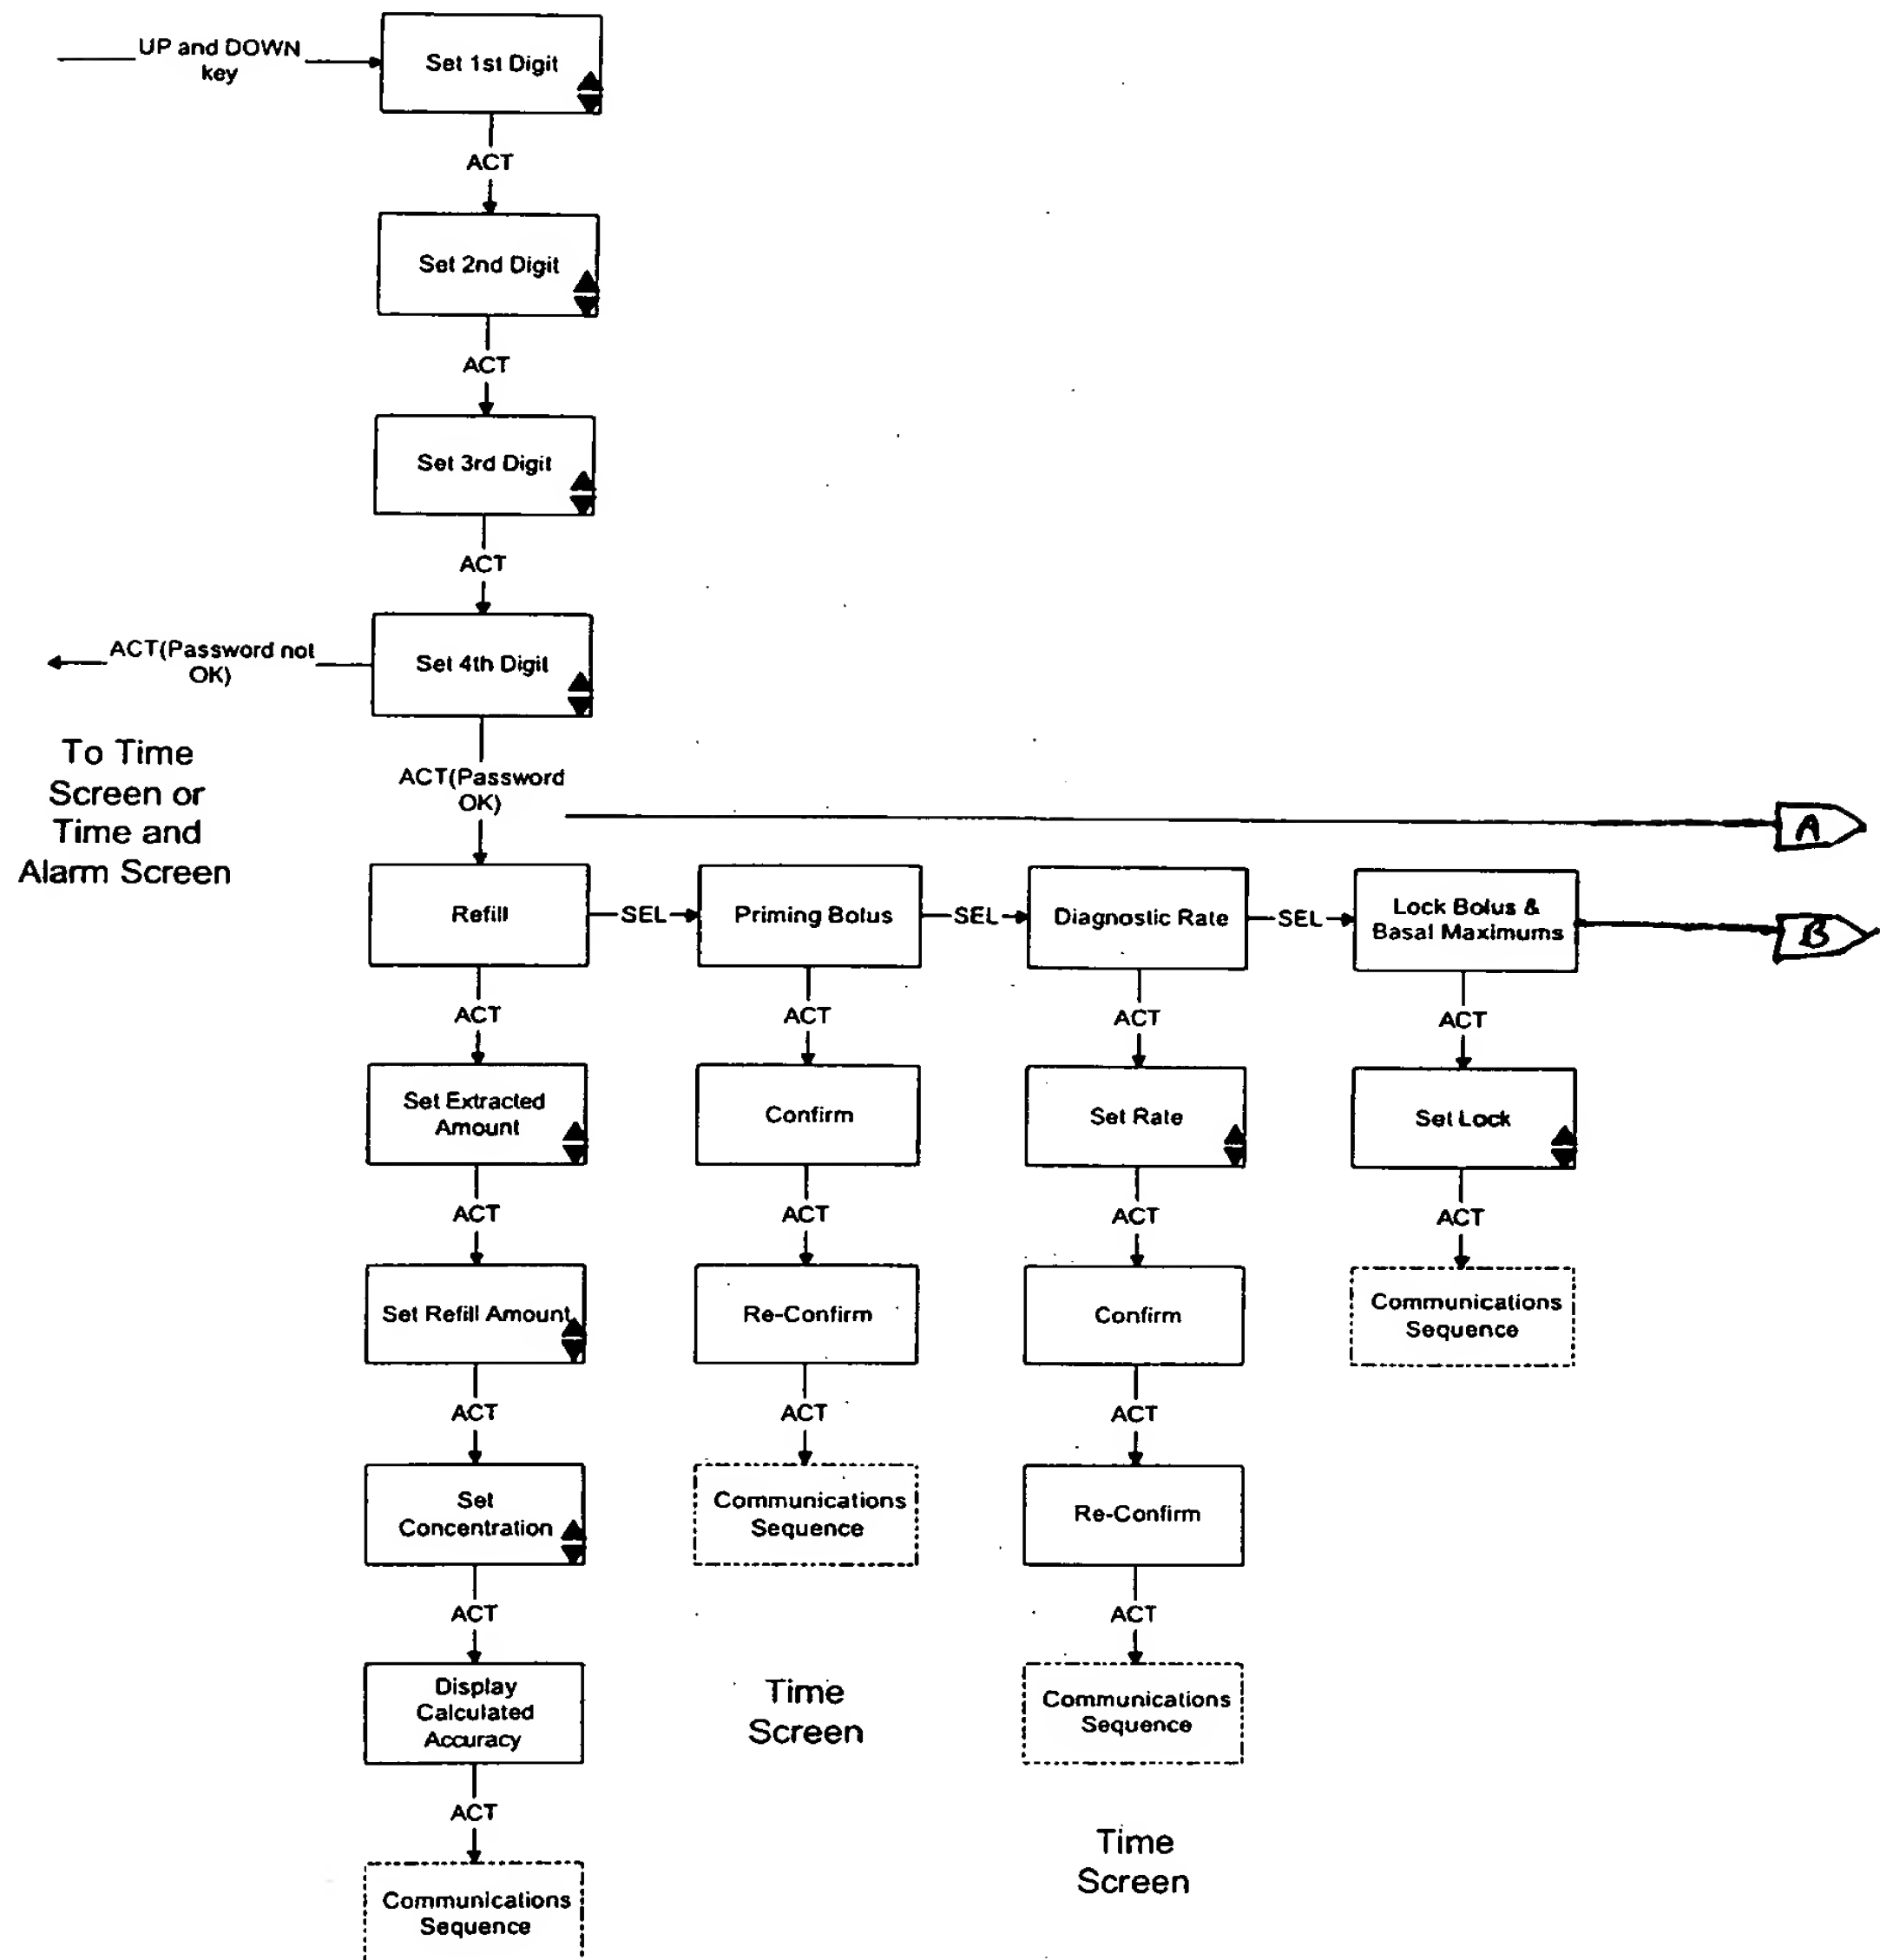 UP and DOWN
key
Set 1st Digit
ACT
Set 2nd Digit
ACT
Set 3rd Digit
ACT
Set 4th Digit
ACT(Password not
OK)
To Time
Screen or
Time and
Alarm Screen
ACT(Password
OK)
A
Refill
SEL
Priming Bolus
SEL
Diagnostic Rate
SEL
Lock Bolus &
Basal Maximums
B
ACT
ACT
ACT
ACT
Set Extracted
Amount
Confirm
Set Rate
Set Lock
ACT
ACT
ACT
ACT
Set Refill Amount
Re-Confirm
Confirm
Communications
Sequence
ACT
ACT
ACT
Set
Concentration
Communications
Sequence
Re-Confirm
ACT
ACT
Display
Calculated
Accuracy
Time
Screen
Communications
Sequence
ACT
Time
Screen
Communications
Sequence